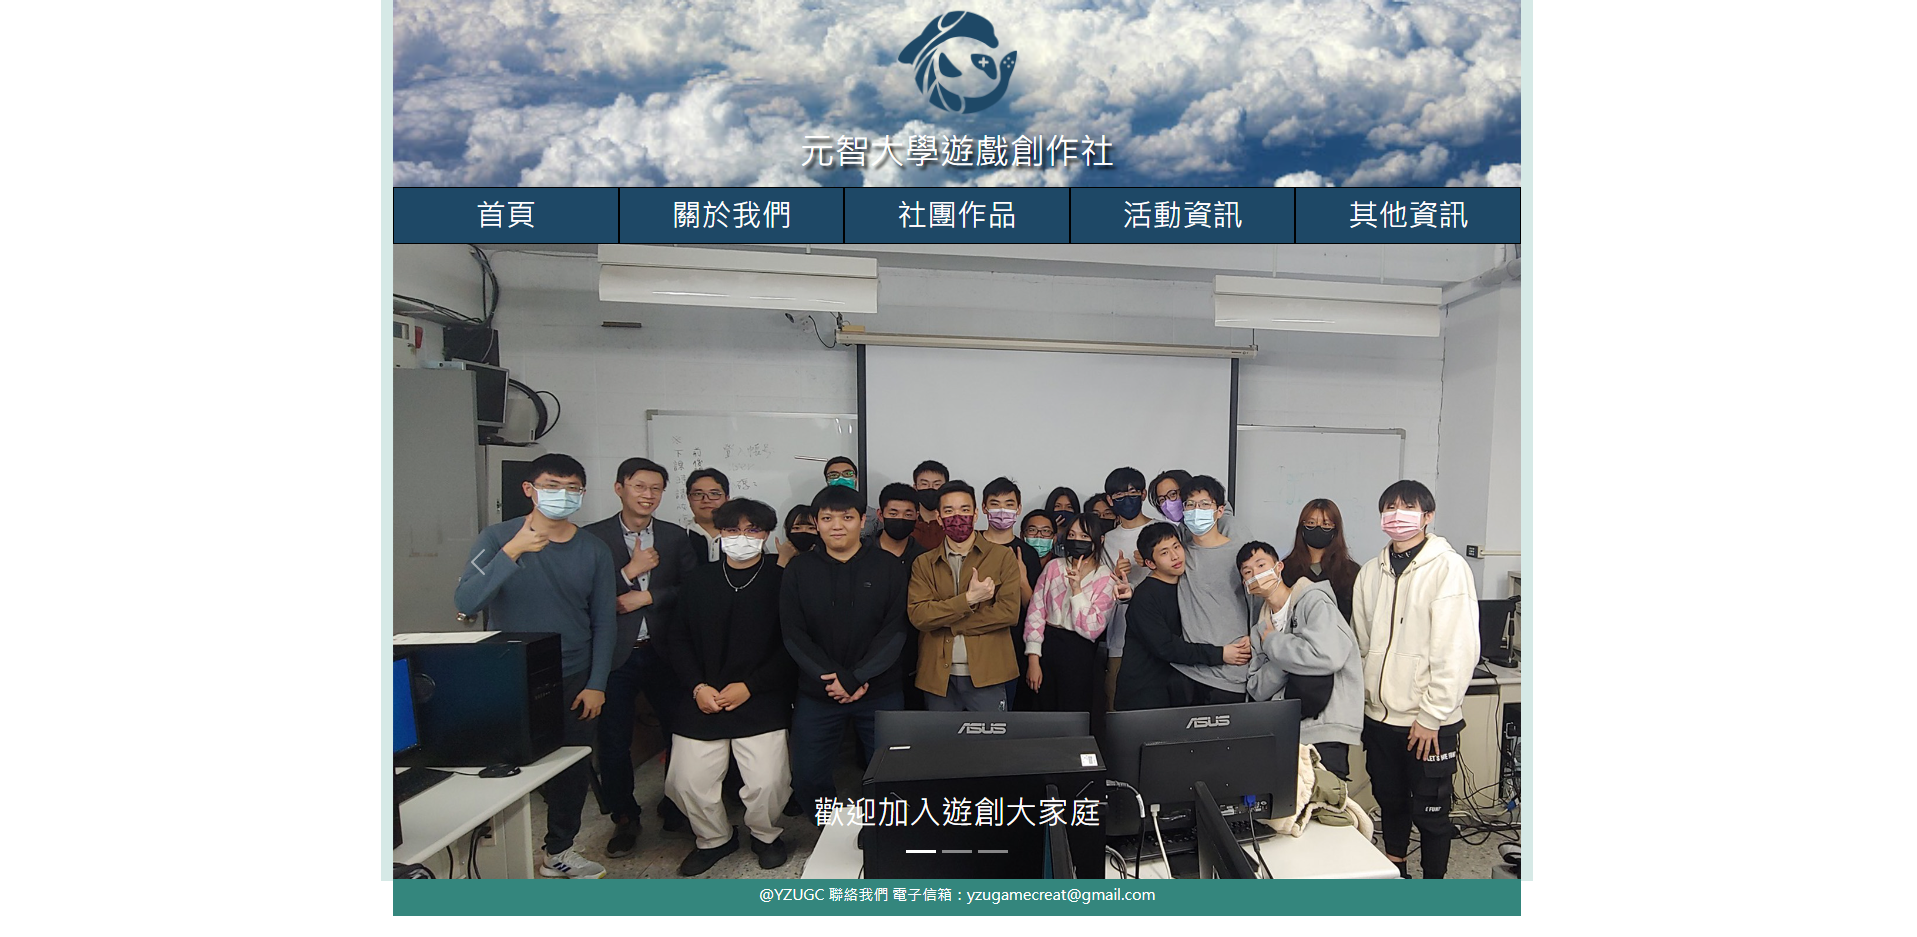 元智大學遊戲創作社
首頁
關於我們
社團作品
活動資訊
其他資訊
ASUS
ASUS
歡迎加入遊創大家庭
@YZUGC 聯絡我們 電子信箱：yzugamecreat@gmail.com